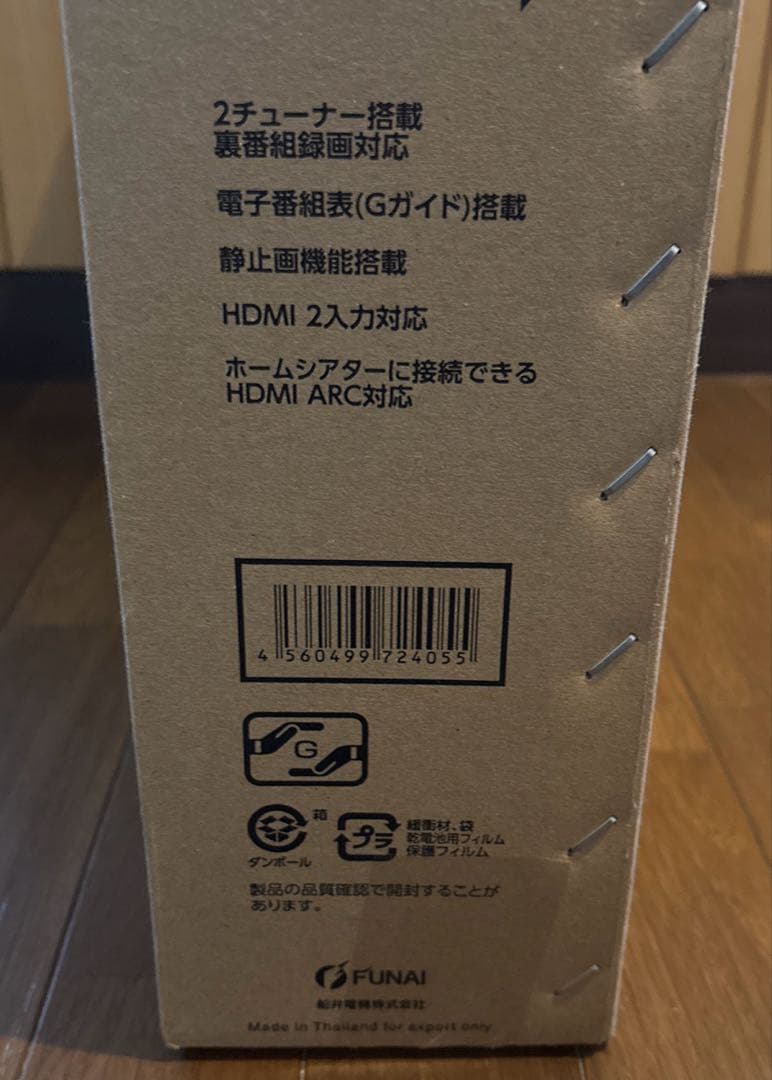 2チューナー搭載
裏番組録画対応
電子番組表(Gガイド)搭載
静止画機能搭載
HDMI 2入力対応
ホームシアターに接続できる
HDMI ARC対応
4 560499 724055
G
箱
ダンボール
プラ
緩衝材、袋
乾電池用フィルム
保護フィルム
製品の品質確認で開封することが
あります。
FUNAI
船井電機株式会社
Made in Thailand for export only